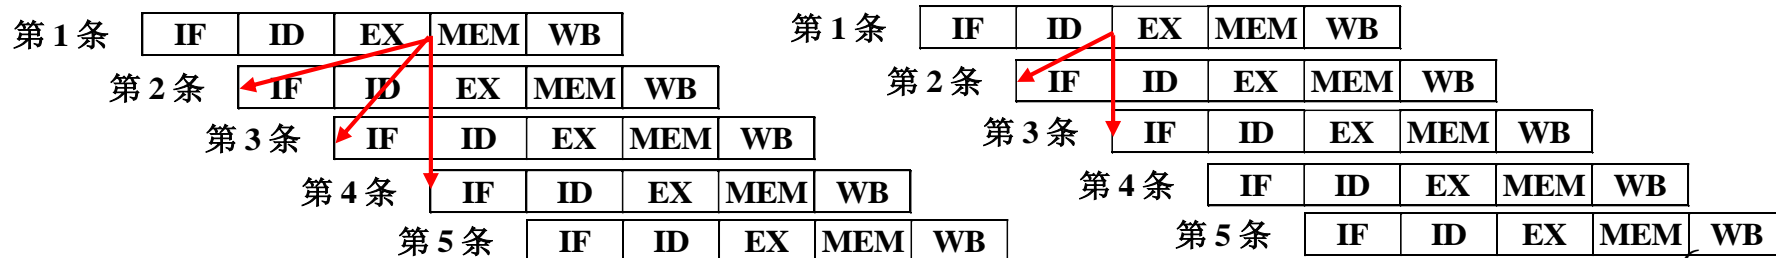 第 1 条 IF ID EX MEM WB
第 2 条 IF ID EX MEM WB
第 3 条 IF ID EX MEM WB
第 4 条 IF ID EX MEM WB
第 5 条 IF ID EX MEM WB
第 1 条 IF ID EX MEM WB
第 2 条 IF ID EX MEM WB
第 3 条 IF ID EX MEM WB
第 4 条 IF ID EX MEM WB
第 5 条 IF ID EX MEM WB